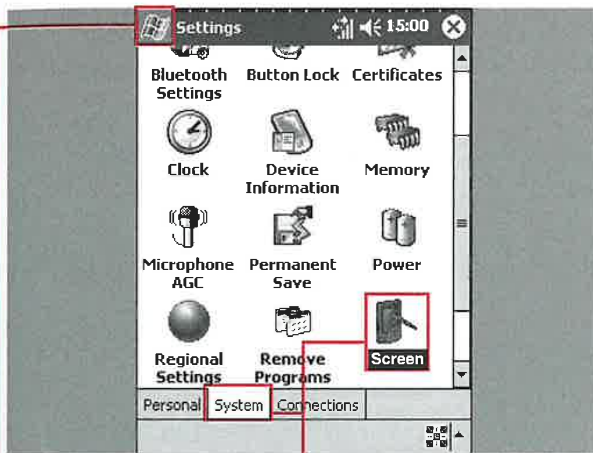 Settings 15:00
Bluetooth Button Lock Certificates
Settings
Clock Device Memory
Information
Microphone Permanent Power
AGC Save
Regional Remove Screen
Settings Programs
Personal System Connections